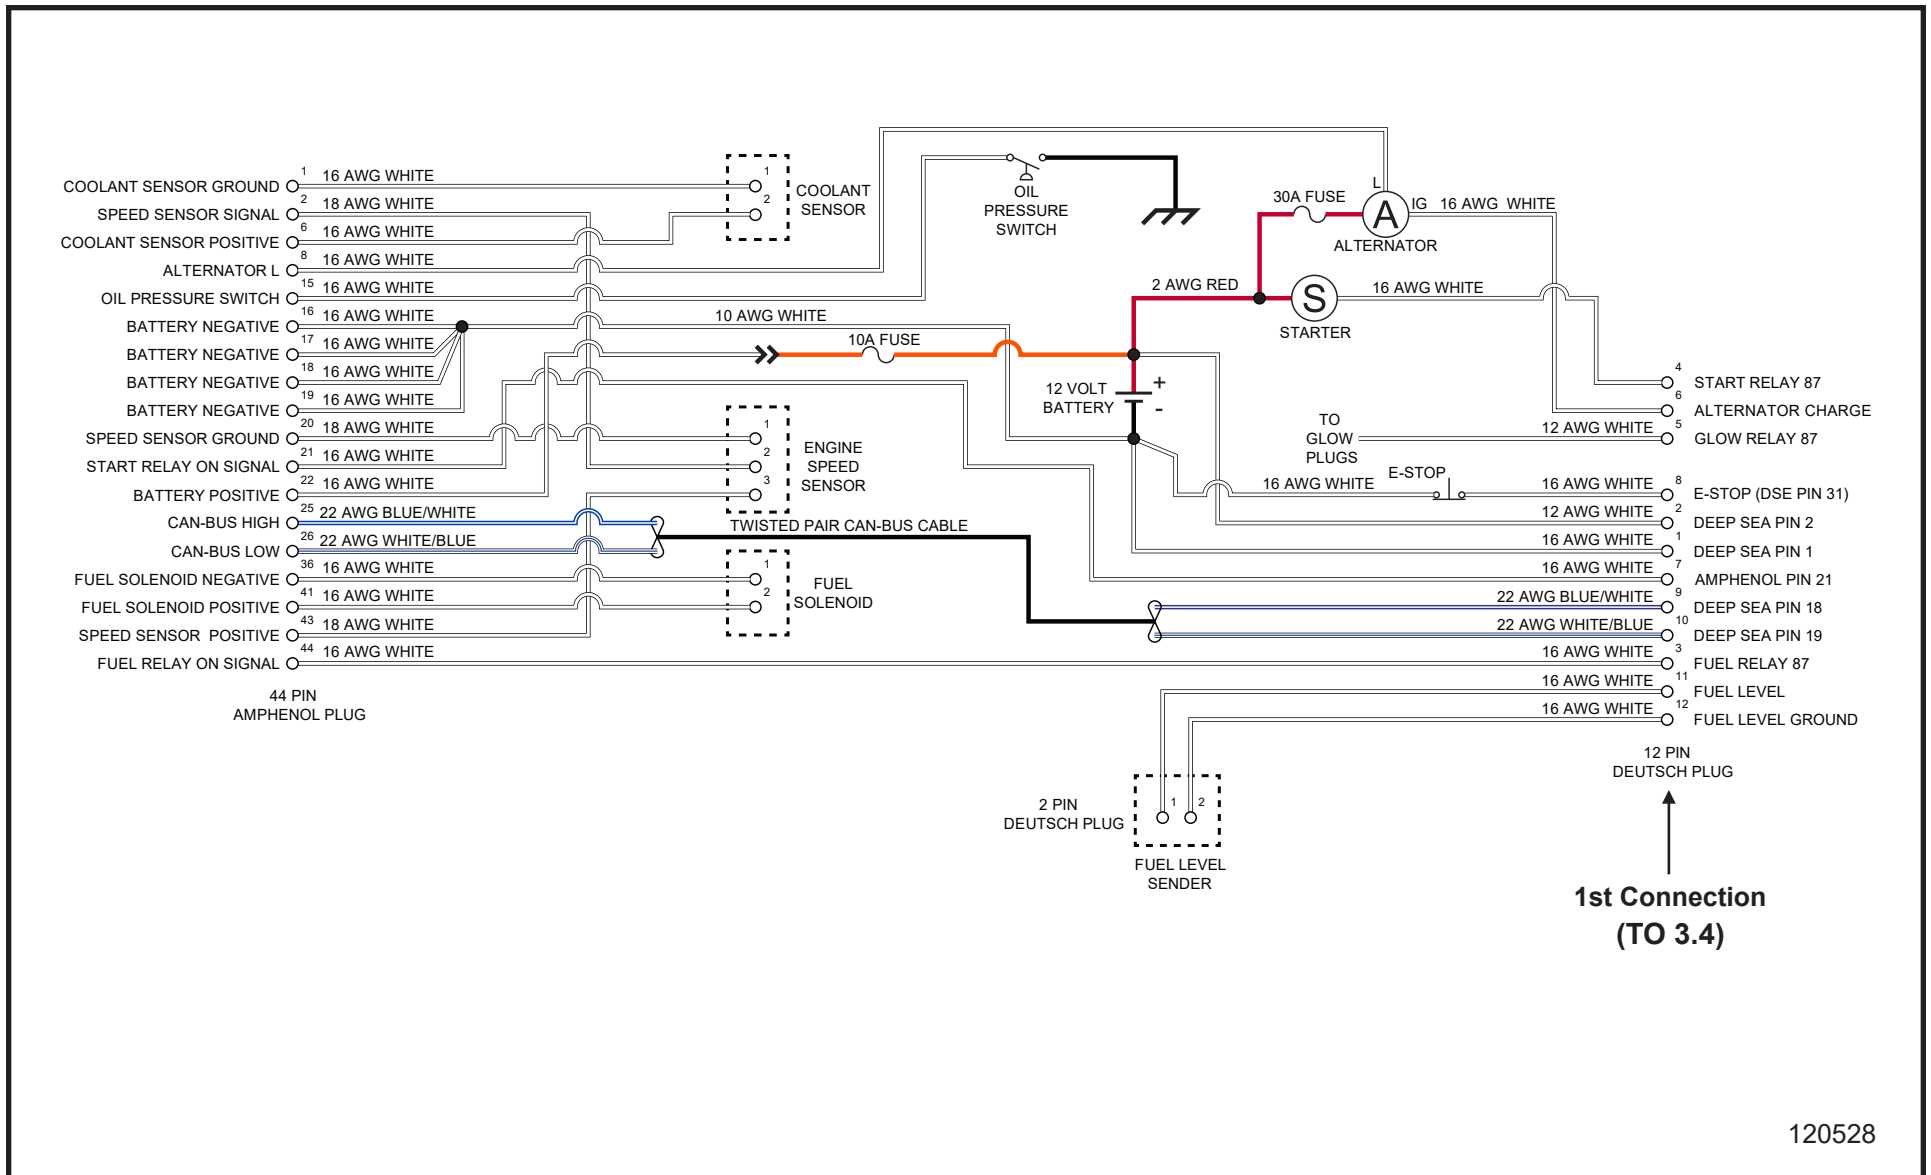 COOLANT SENSOR GROUND 1 16 AWG WHITE
SPEED SENSOR SIGNAL 2 18 AWG WHITE
COOLANT SENSOR POSITIVE 6 16 AWG WHITE
ALTERNATOR L 8 16 AWG WHITE
OIL PRESSURE SWITCH 15 16 AWG WHITE
BATTERY NEGATIVE 16 16 AWG WHITE
BATTERY NEGATIVE 17 16 AWG WHITE
BATTERY NEGATIVE 18 16 AWG WHITE
BATTERY NEGATIVE 19 16 AWG WHITE
SPEED SENSOR GROUND 20 18 AWG WHITE
START RELAY ON SIGNAL 21 16 AWG WHITE
BATTERY POSITIVE 22 16 AWG WHITE
CAN-BUS HIGH 25 22 AWG BLUE/WHITE
CAN-BUS LOW 26 22 AWG WHITE/BLUE
FUEL SOLENOID NEGATIVE 36 16 AWG WHITE
FUEL SOLENOID POSITIVE 41 16 AWG WHITE
SPEED SENSOR POSITIVE 43 18 AWG WHITE
FUEL RELAY ON SIGNAL 44 16 AWG WHITE
44 PIN
AMPHENOL PLUG
1
2
COOLANT
SENSOR
10 AWG WHITE
10A FUSE
1
2
3
ENGINE
SPEED
SENSOR
TWISTED PAIR CAN-BUS CABLE
1
2
FUEL
SOLENOID
OIL
PRESSURE
SWITCH
30A FUSE
L
A
IG 16 AWG WHITE
ALTERNATOR
2 AWG RED
S
16 AWG WHITE
STARTER
12 VOLT
BATTERY
+
-
TO
GLOW
PLUGS
E-STOP
16 AWG WHITE
4 START RELAY 87
6 ALTERNATOR CHARGE
12 AWG WHITE 5 GLOW RELAY 87
16 AWG WHITE 8 E-STOP (DSE PIN 31)
12 AWG WHITE 2 DEEP SEA PIN 2
16 AWG WHITE 1 DEEP SEA PIN 1
16 AWG WHITE 7 AMPHENOL PIN 21
22 AWG BLUE/WHITE 9 DEEP SEA PIN 18
22 AWG WHITE/BLUE 10 DEEP SEA PIN 19
16 AWG WHITE 3 FUEL RELAY 87
16 AWG WHITE 11 FUEL LEVEL
16 AWG WHITE 12 FUEL LEVEL GROUND
12 PIN
DEUTSCH PLUG
2 PIN
DEUTSCH PLUG
1 2
FUEL LEVEL
SENDER
1st Connection
(TO 3.4)
120528